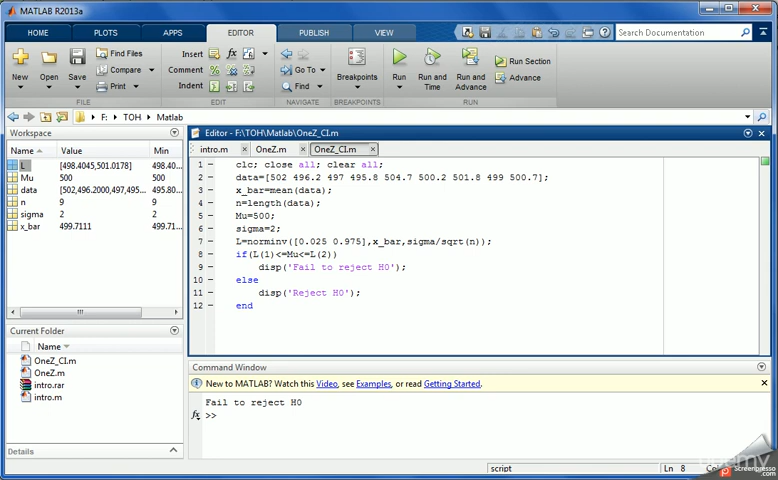 MATLAB R2013a
HOME PLOTS APPS EDITOR PUBLISH VIEW
Search Documentation
New Open Save
Find Files
Compare
Print
Insert fx
Comment %
Indent
Go To
Find
Breakpoints
Run Run and Time Run and Advance
Run Section
Advance
FILE EDIT NAVIGATE BREAKPOINTS RUN
F: TOH Matlab
Workspace
Name Value Min
L [498.4045,501.0178] 498.40...
Mu 500 500
data [502,496.2000,497,495... 495.80...
n 9 9
sigma 2 2
x_bar 499.7111 499.71...
Current Folder
Name
OneZ_CI.m
OneZ.m
intro.rar
intro.m
Details
Editor - F:\TOH\Matlab\OneZ_CI.m
intro.m OneZ.m OneZ_CI.m
1 clc; close all; clear all;
2 data=[502 496.2 497 495.8 504.7 500.2 501.8 499 500.7];
3 x_bar=mean(data);
4 n=length(data);
5 Mu=500;
6 sigma=2;
7 L=norminv([0.025 0.975],x_bar,sigma/sqrt(n));
8 if(L(1)<=Mu<=L(2))
9 disp('Fail to reject H0');
10 else
11 disp('Reject H0');
12 end
Command Window
New to MATLAB? Watch this Video, see Examples, or read Getting Started.
Fail to reject H0
fx >>
script Ln 8
Screenpresso